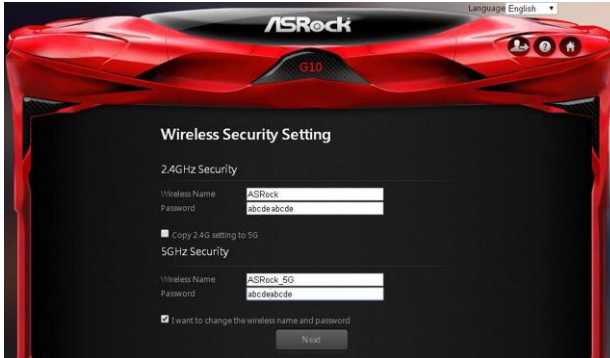 Language English
ASRock
G10
Wireless Security Setting
2.4GHz Security
Wireless Name ASRock
Password abcdeabcde
Copy 2.4G setting to 5G
5GHz Security
Wireless Name ASRock_5G
Password abcdeabcde
I want to change the wireless name and password
Next